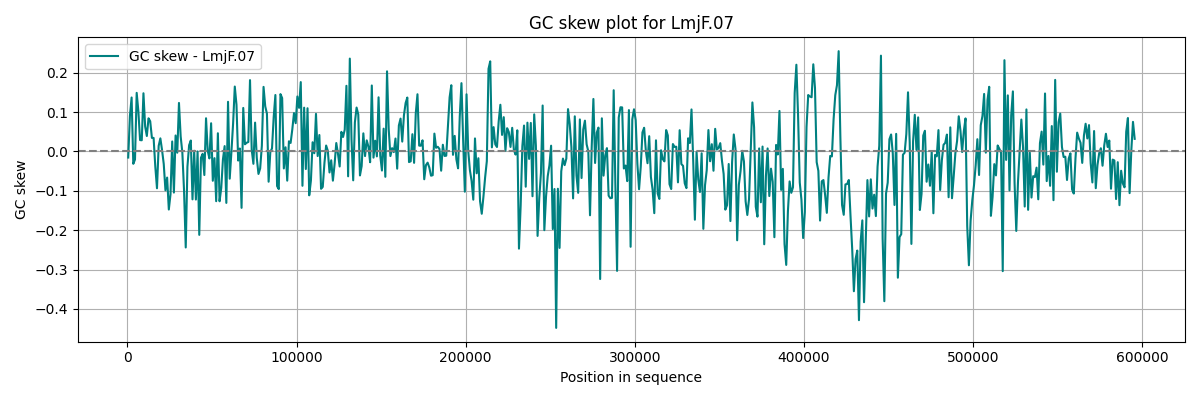 GC skew plot for LmjF.07
GC skew - LmjF.07
GC skew
0.2
0.1
0.0
−0.1
−0.2
−0.3
−0.4
0 100000 200000 300000 400000 500000 600000
Position in sequence